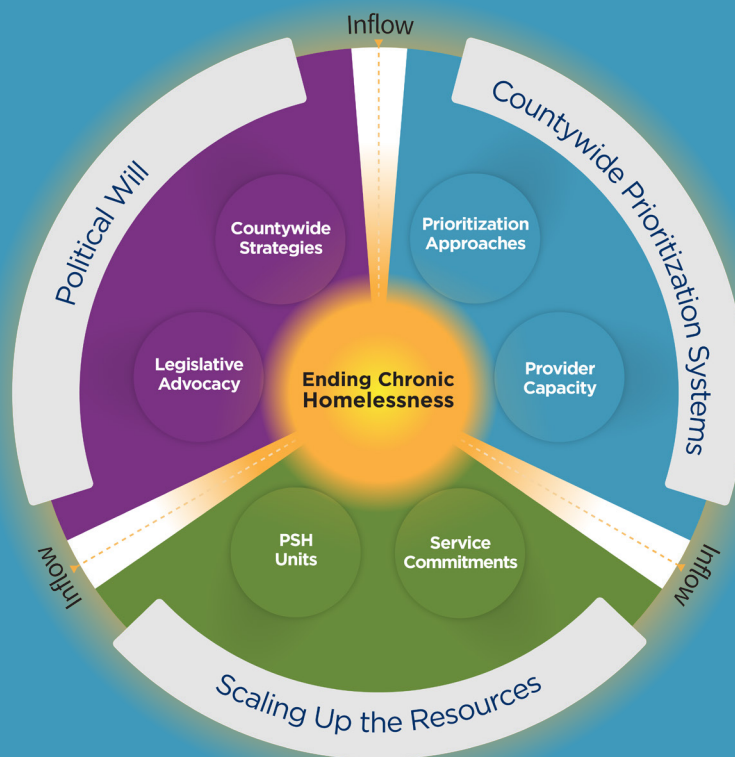 Inflow
Political Will
Countywide Prioritization Systems
Countywide
Strategies
Prioritization
Approaches
Legislative
Advocacy
Ending Chronic
Homelessness
Provider
Capacity
PSH
Units
Service
Commitments
Inflow
Inflow
Scaling Up the Resources